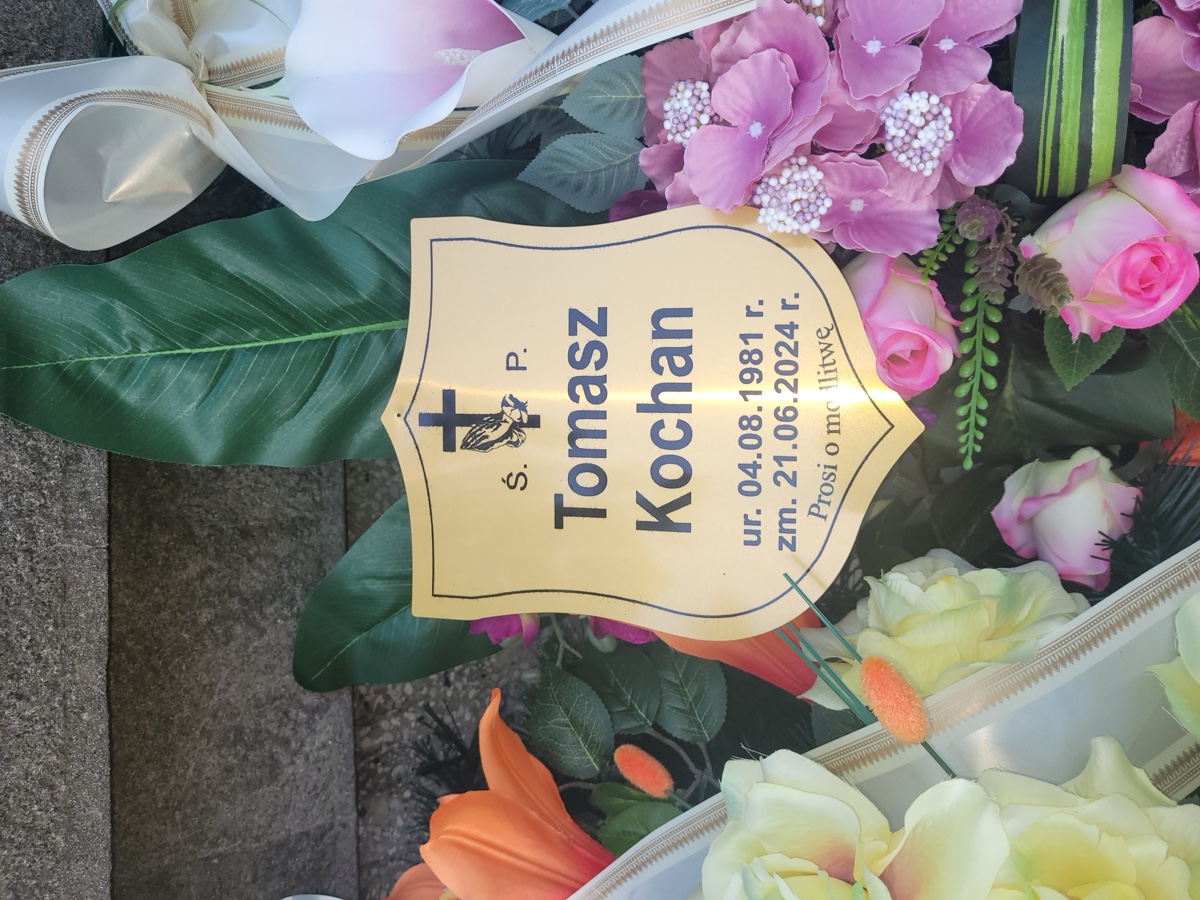 Ś. P.
Tomasz
Kochan
ur. 04.08.1981 r.
zm. 21.06.2024 r.
Prosi o modlitwę